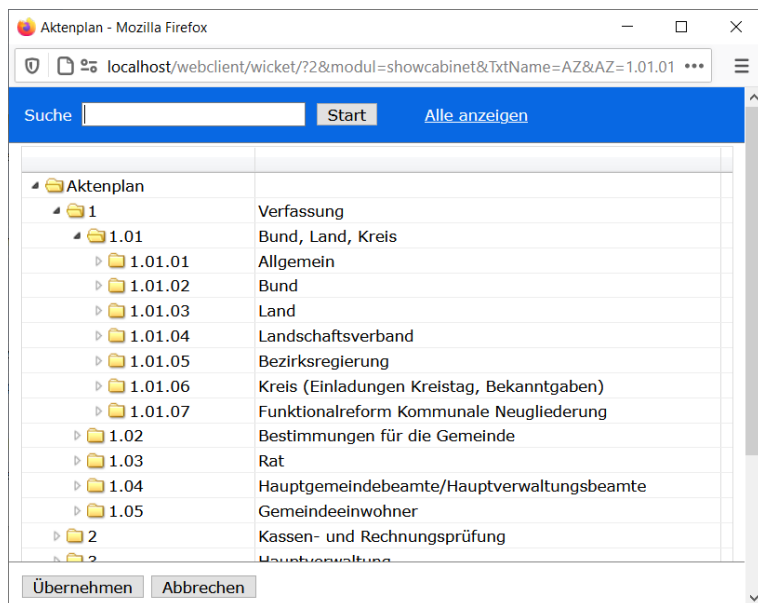 Aktenplan - Mozilla Firefox
localhost/webclient/wicket/?2&modul=showcabinet&TxtName=AZ&AZ=1.01.01 •••
Suche Start Alle anzeigen
Aktenplan
1 Verfassung
1.01 Bund, Land, Kreis
1.01.01 Allgemein
1.01.02 Bund
1.01.03 Land
1.01.04 Landschaftsverband
1.01.05 Bezirksregierung
1.01.06 Kreis (Einladungen Kreistag, Bekanntgaben)
1.01.07 Funktionalreform Kommunale Neugliederung
1.02 Bestimmungen für die Gemeinde
1.03 Rat
1.04 Hauptgemeindebeamte/Hauptverwaltungsbeamte
1.05 Gemeindeeinwohner
2 Kassen- und Rechnungsprüfung
3 Hauptverwaltung
Übernehmen Abbrechen